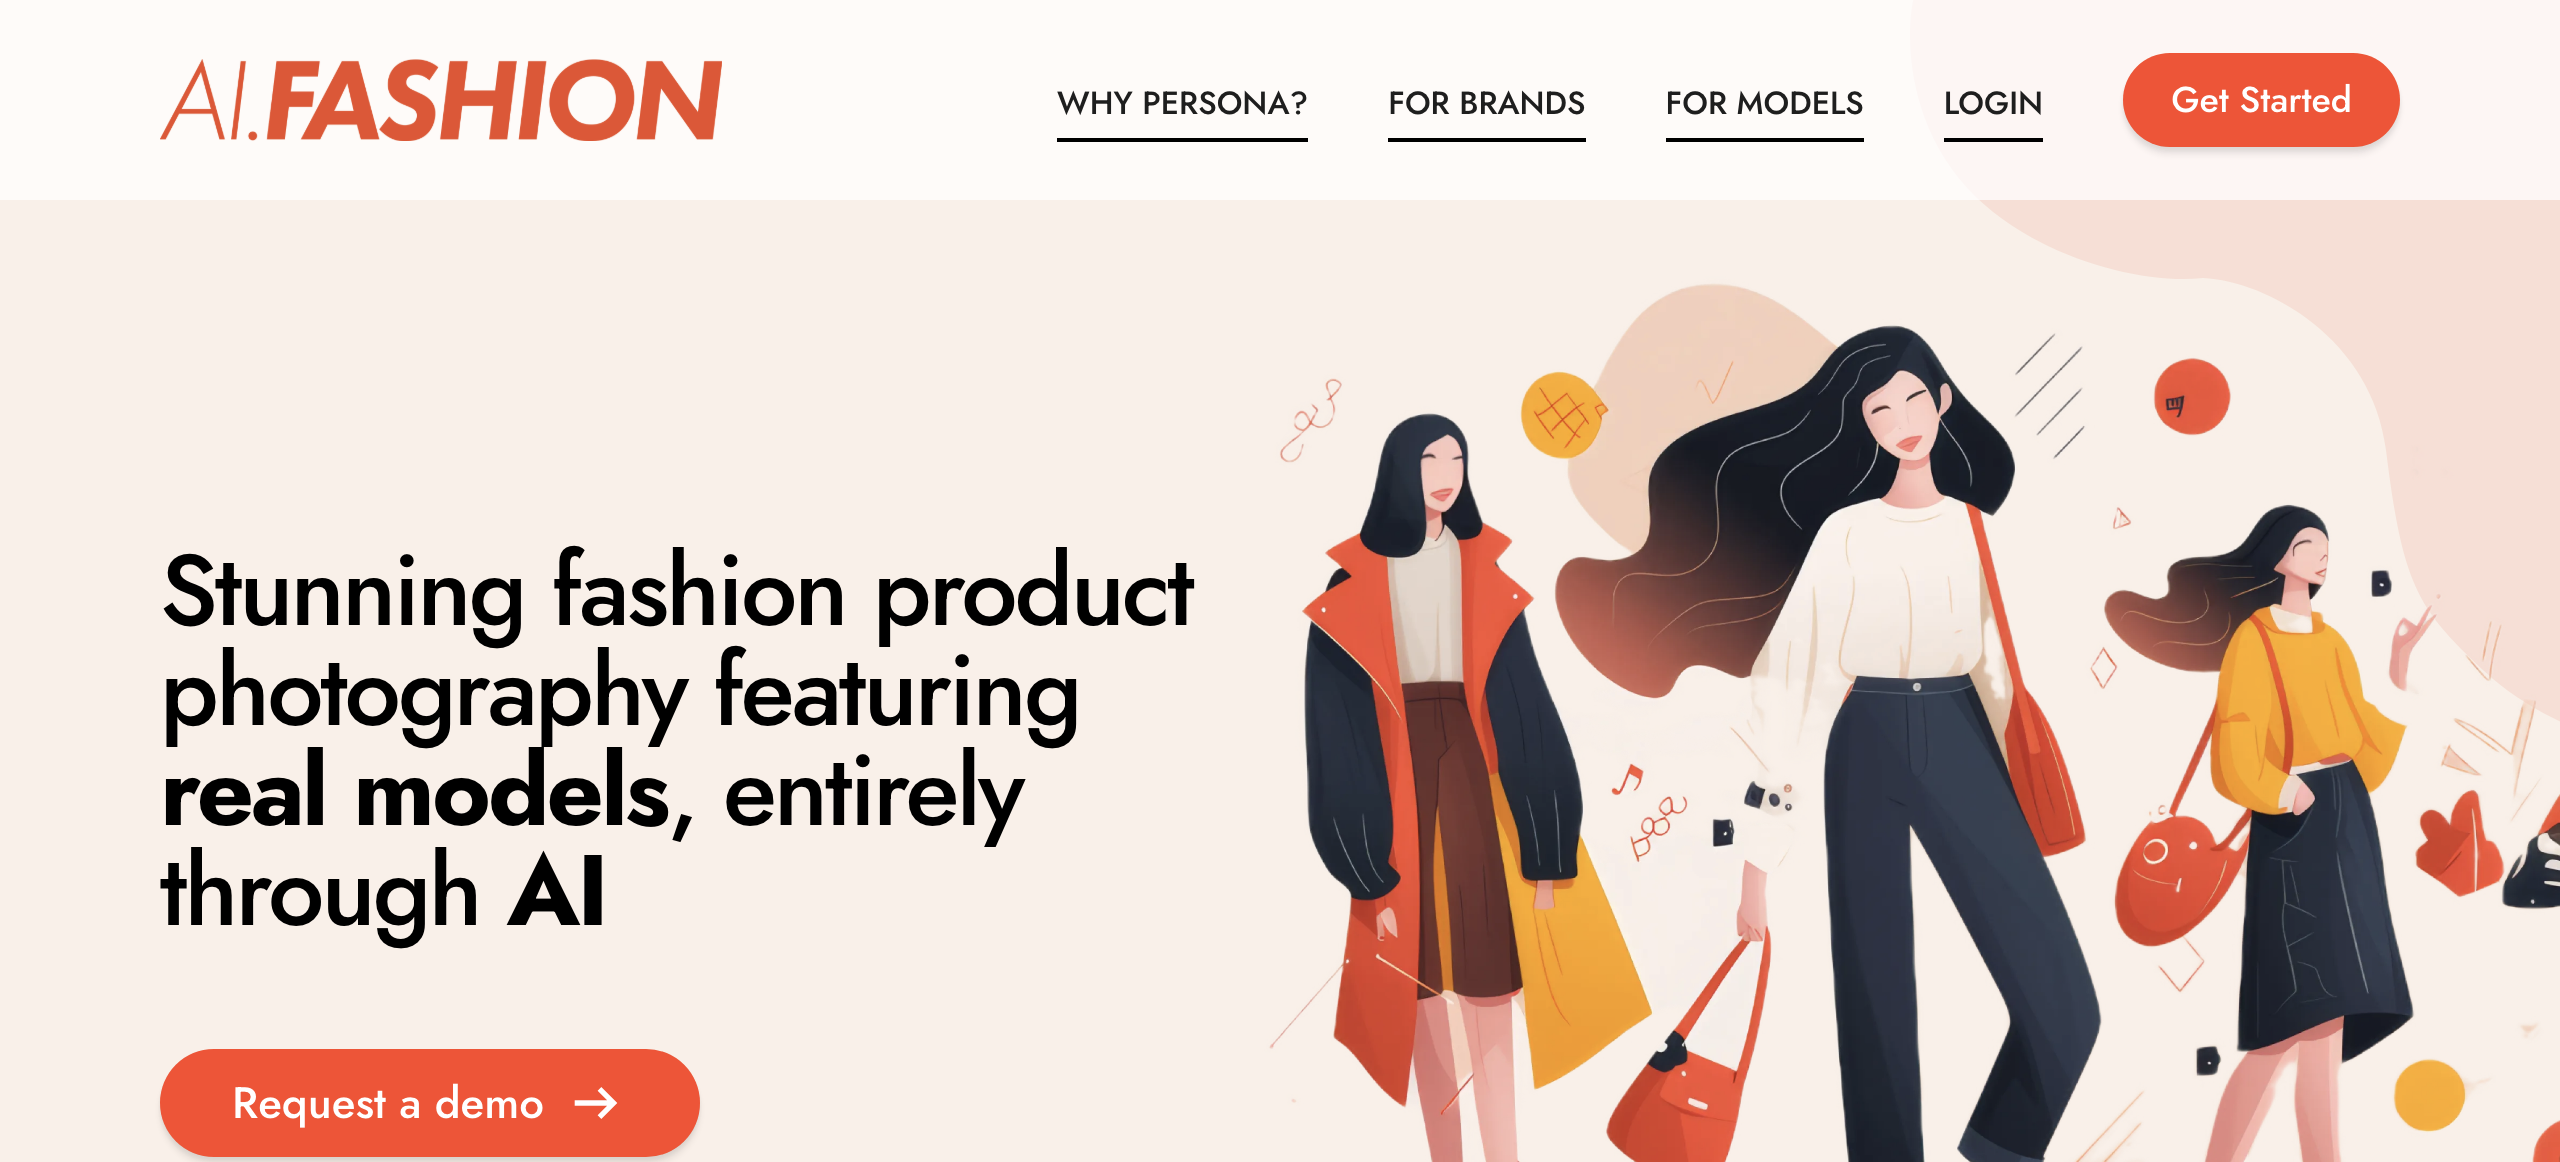 AI.FASHION
WHY PERSONA?
FOR BRANDS
FOR MODELS
LOGIN
Get Started
Stunning fashion product
photography featuring
real models, entirely
through AI
Request a demo →